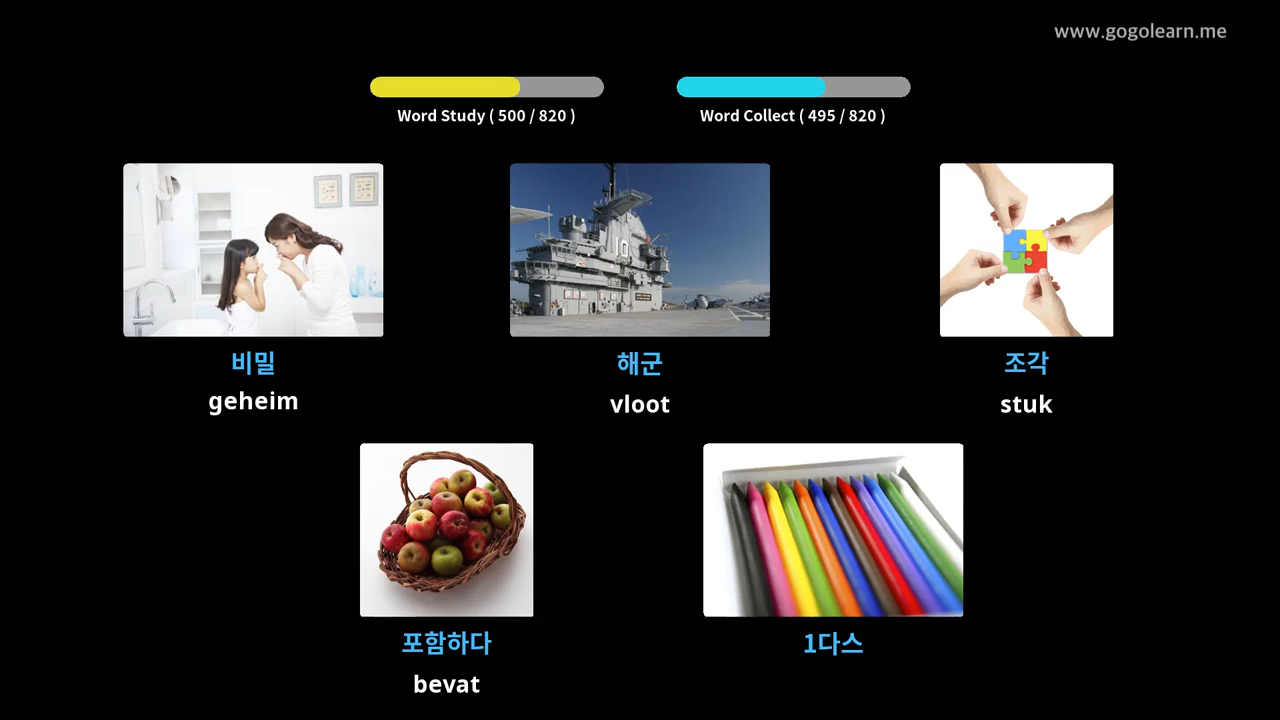 www.gogolearn.me
Word Study ( 500 / 820 )
Word Collect ( 495 / 820 )
10
비밀
geheim
해군
vloot
조각
stuk
포함하다
bevat
1다스